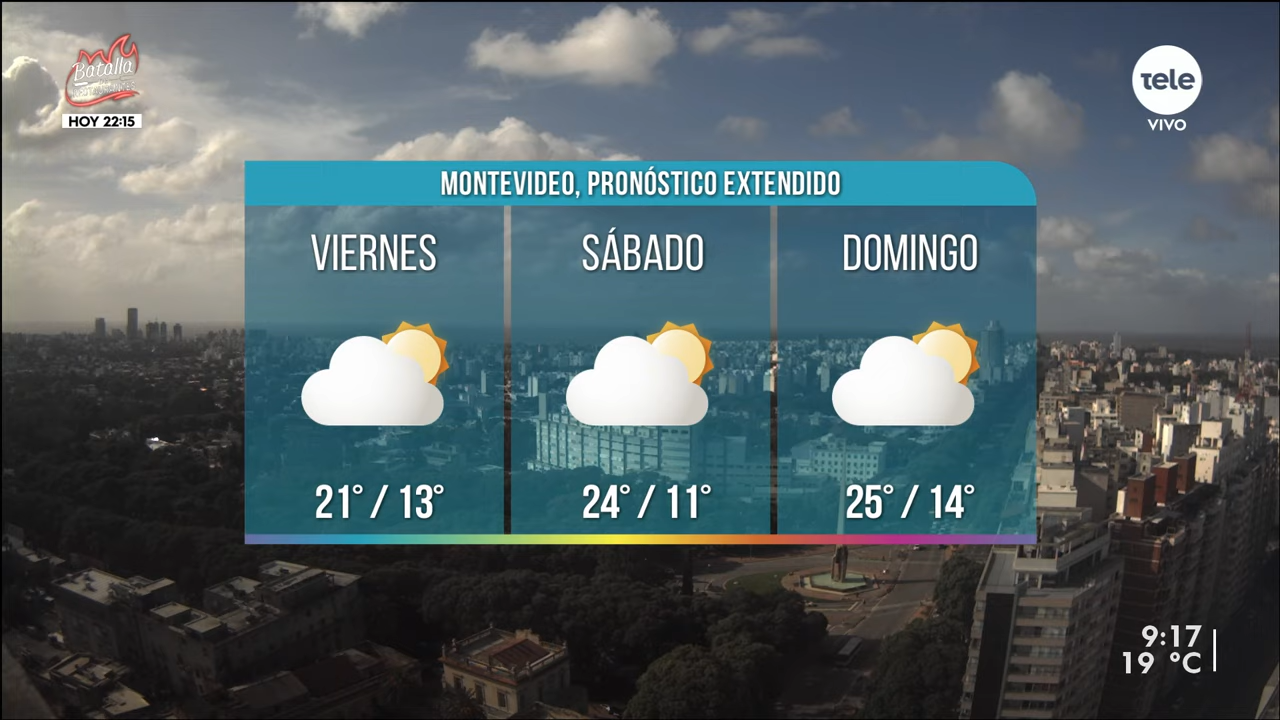 Batalla
HOY 22:15
tele
VIVO
MONTEVIDEO, PRONÓSTICO EXTENDIDO
VIERNES
SÁBADO
DOMINGO
21° / 13°
24° / 11°
25° / 14°
9:17
19 °C